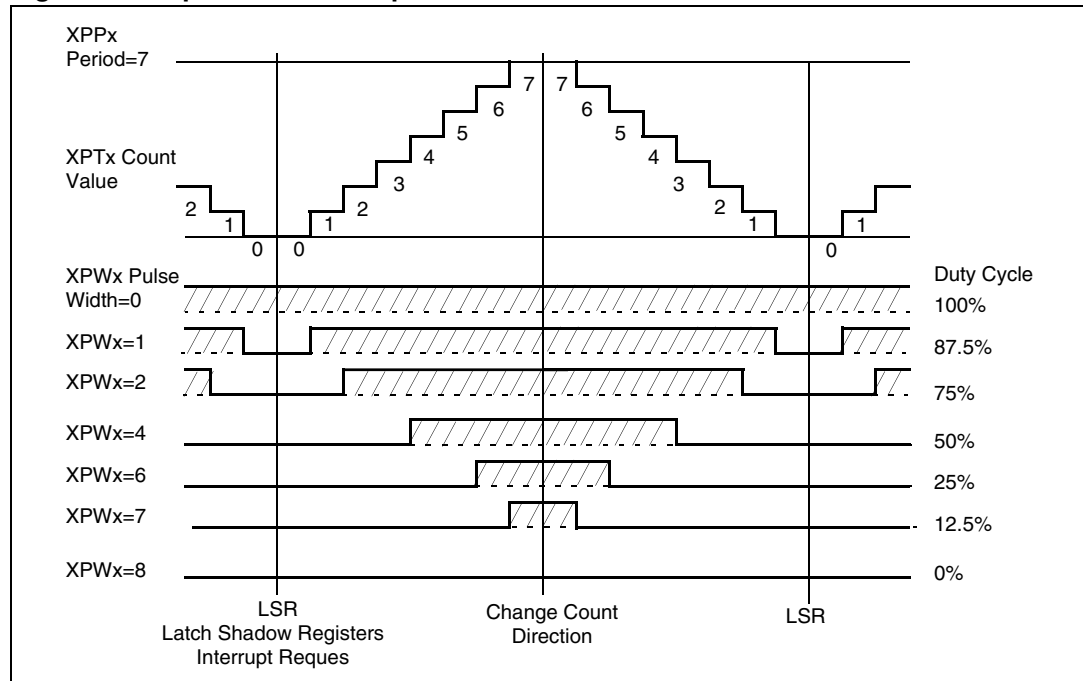 XPPx
Period=7
7 7
6 6
5 5
4 4
XPTx Count
Value
3 3
2 2 2
1 1 1 1
0 0 0
XPWx Pulse
Width=0
Duty Cycle
100%
XPWx=1
87.5%
XPWx=2
75%
XPWx=4
50%
XPWx=6
25%
XPWx=7
12.5%
XPWx=8
0%
LSR
Latch Shadow Registers
Interrupt Reques
Change Count
Direction
LSR